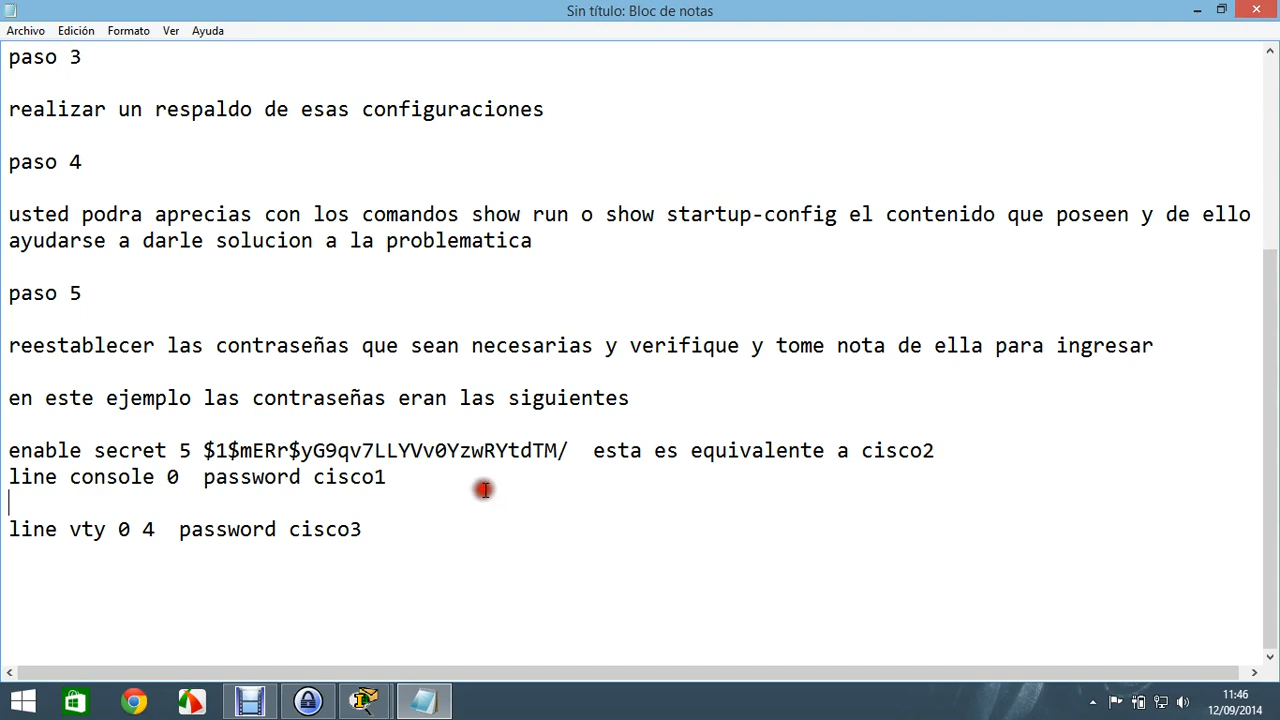 Sin título: Bloc de notas
Archivo Edición Formato Ver Ayuda
paso 3
realizar un respaldo de esas configuraciones
paso 4
usted podra aprecias con los comandos show run o show startup-config el contenido que poseen y de ello
ayudarse a darle solucion a la problematica
paso 5
reestablecer las contraseñas que sean necesarias y verifique y tome nota de ella para ingresar
en este ejemplo las contraseñas eran las siguientes
enable secret 5 $1$mERr$yG9qv7LLYVv0YzwRYtdTM/  esta es equivalente a cisco2
line console 0  password cisco1
line vty 0 4  password cisco3
11:46
12/09/2014